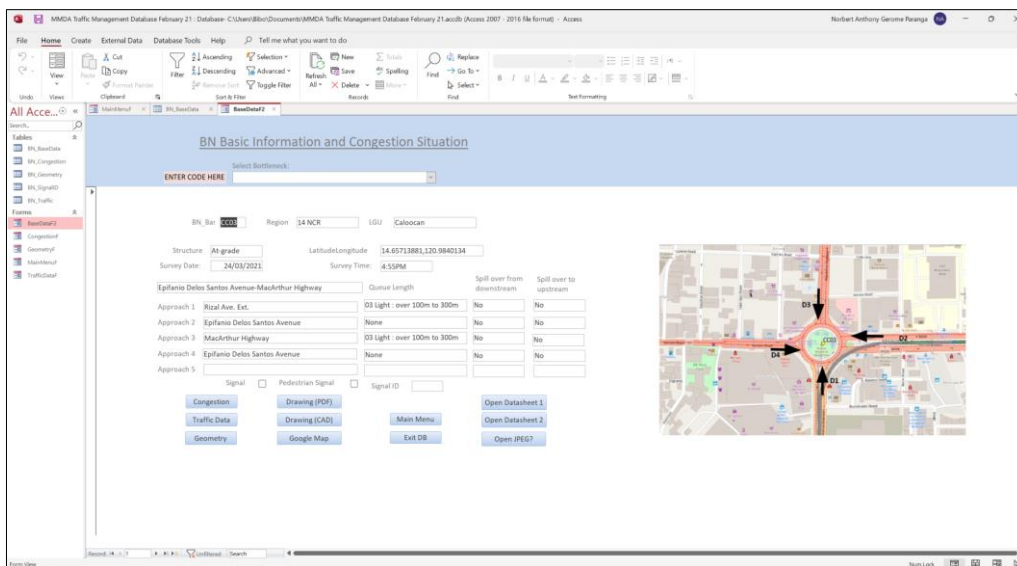 MMDA Traffic Management Database February 21 : Database- C:\Users\Bibo\Documents\MMDA Traffic Management Database February 21.accdb (Access 2007 - 2016 file format) - Access
Norbert Anthony Gerome Paranga
File Home Create External Data Database Tools Help Tell me what you want to do
View Paste Cut Copy Format Painter
Filter Ascending Descending Remove Sort Selection Advanced Toggle Filter
Refresh All New Save Delete Totals Spelling More
Find Replace Go To Select
Undo Views Clipboard Sort & Filter Records Find Text Formatting
All Acce...
MainMenuF BN_BaseData BaseDataF2
Search..
Tables
BN_BaseData
BN_Congestion
BN_Geometry
BN_SignalID
BN_Traffic
Forms
BaseDataF2
CongestionF
GeometryF
MainMenuF
TrafficDataF
BN Basic Information and Congestion Situation
Select Bottleneck:
ENTER CODE HERE
BN_Bas CC03 Region 14 NCR LGU Caloocan
Structure At-grade LatitudeLongitude 14.65713881,120.9840134
Survey Date: 24/03/2021 Survey Time: 4:55PM
Epifanio Delos Santos Avenue-MacArthur Highway Queue Length Spill over from downstream Spill over to upstream
Approach 1 Rizal Ave. Ext. 03 Light : over 100m to 300m No No
Approach 2 Epifanio Delos Santos Avenue None No No
Approach 3 MacArthur Highway 03 Light : over 100m to 300m No No
Approach 4 Epifanio Delos Santos Avenue None No No
Approach 5
Signal Pedestrian Signal Signal ID
Congestion Drawing (PDF) Open Datasheet 1
Traffic Data Drawing (CAD) Main Menu Open Datasheet 2
Geometry Google Map Exit DB Open JPEG?
D3
CC03
D2
D4
D1
Record: 1 Unfiltered Search
Form View
Num Lock